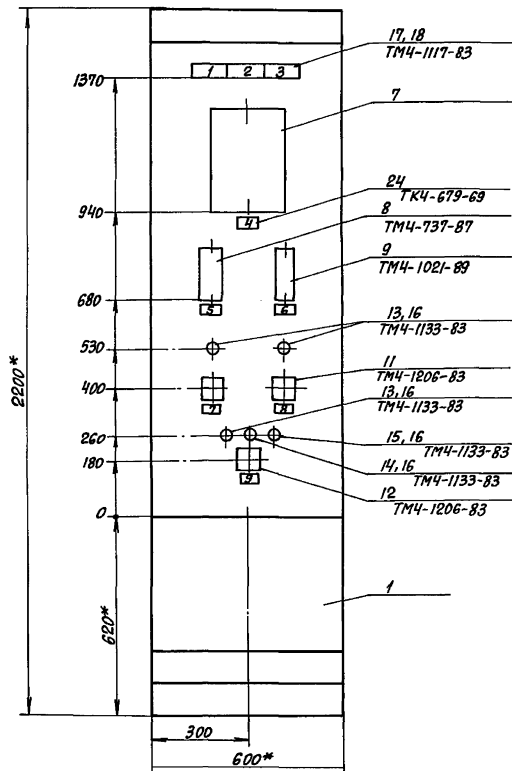 17, 18
ТМ4-1117-83
1 2 3
1370
7
24
ТК4-679-69
940
4
8
ТМ4-737-87
9
ТМ4-1021-89
680
5 6
13, 16
ТМ4-1133-83
530
11
ТМ4-1206-83
400
7 8
13, 16
ТМ4-1133-83
15, 16
ТМ4-1133-83
260
14, 16
ТМ4-1133-83
180
9
12
ТМ4-1206-83
0
2200*
1
620*
300
600*